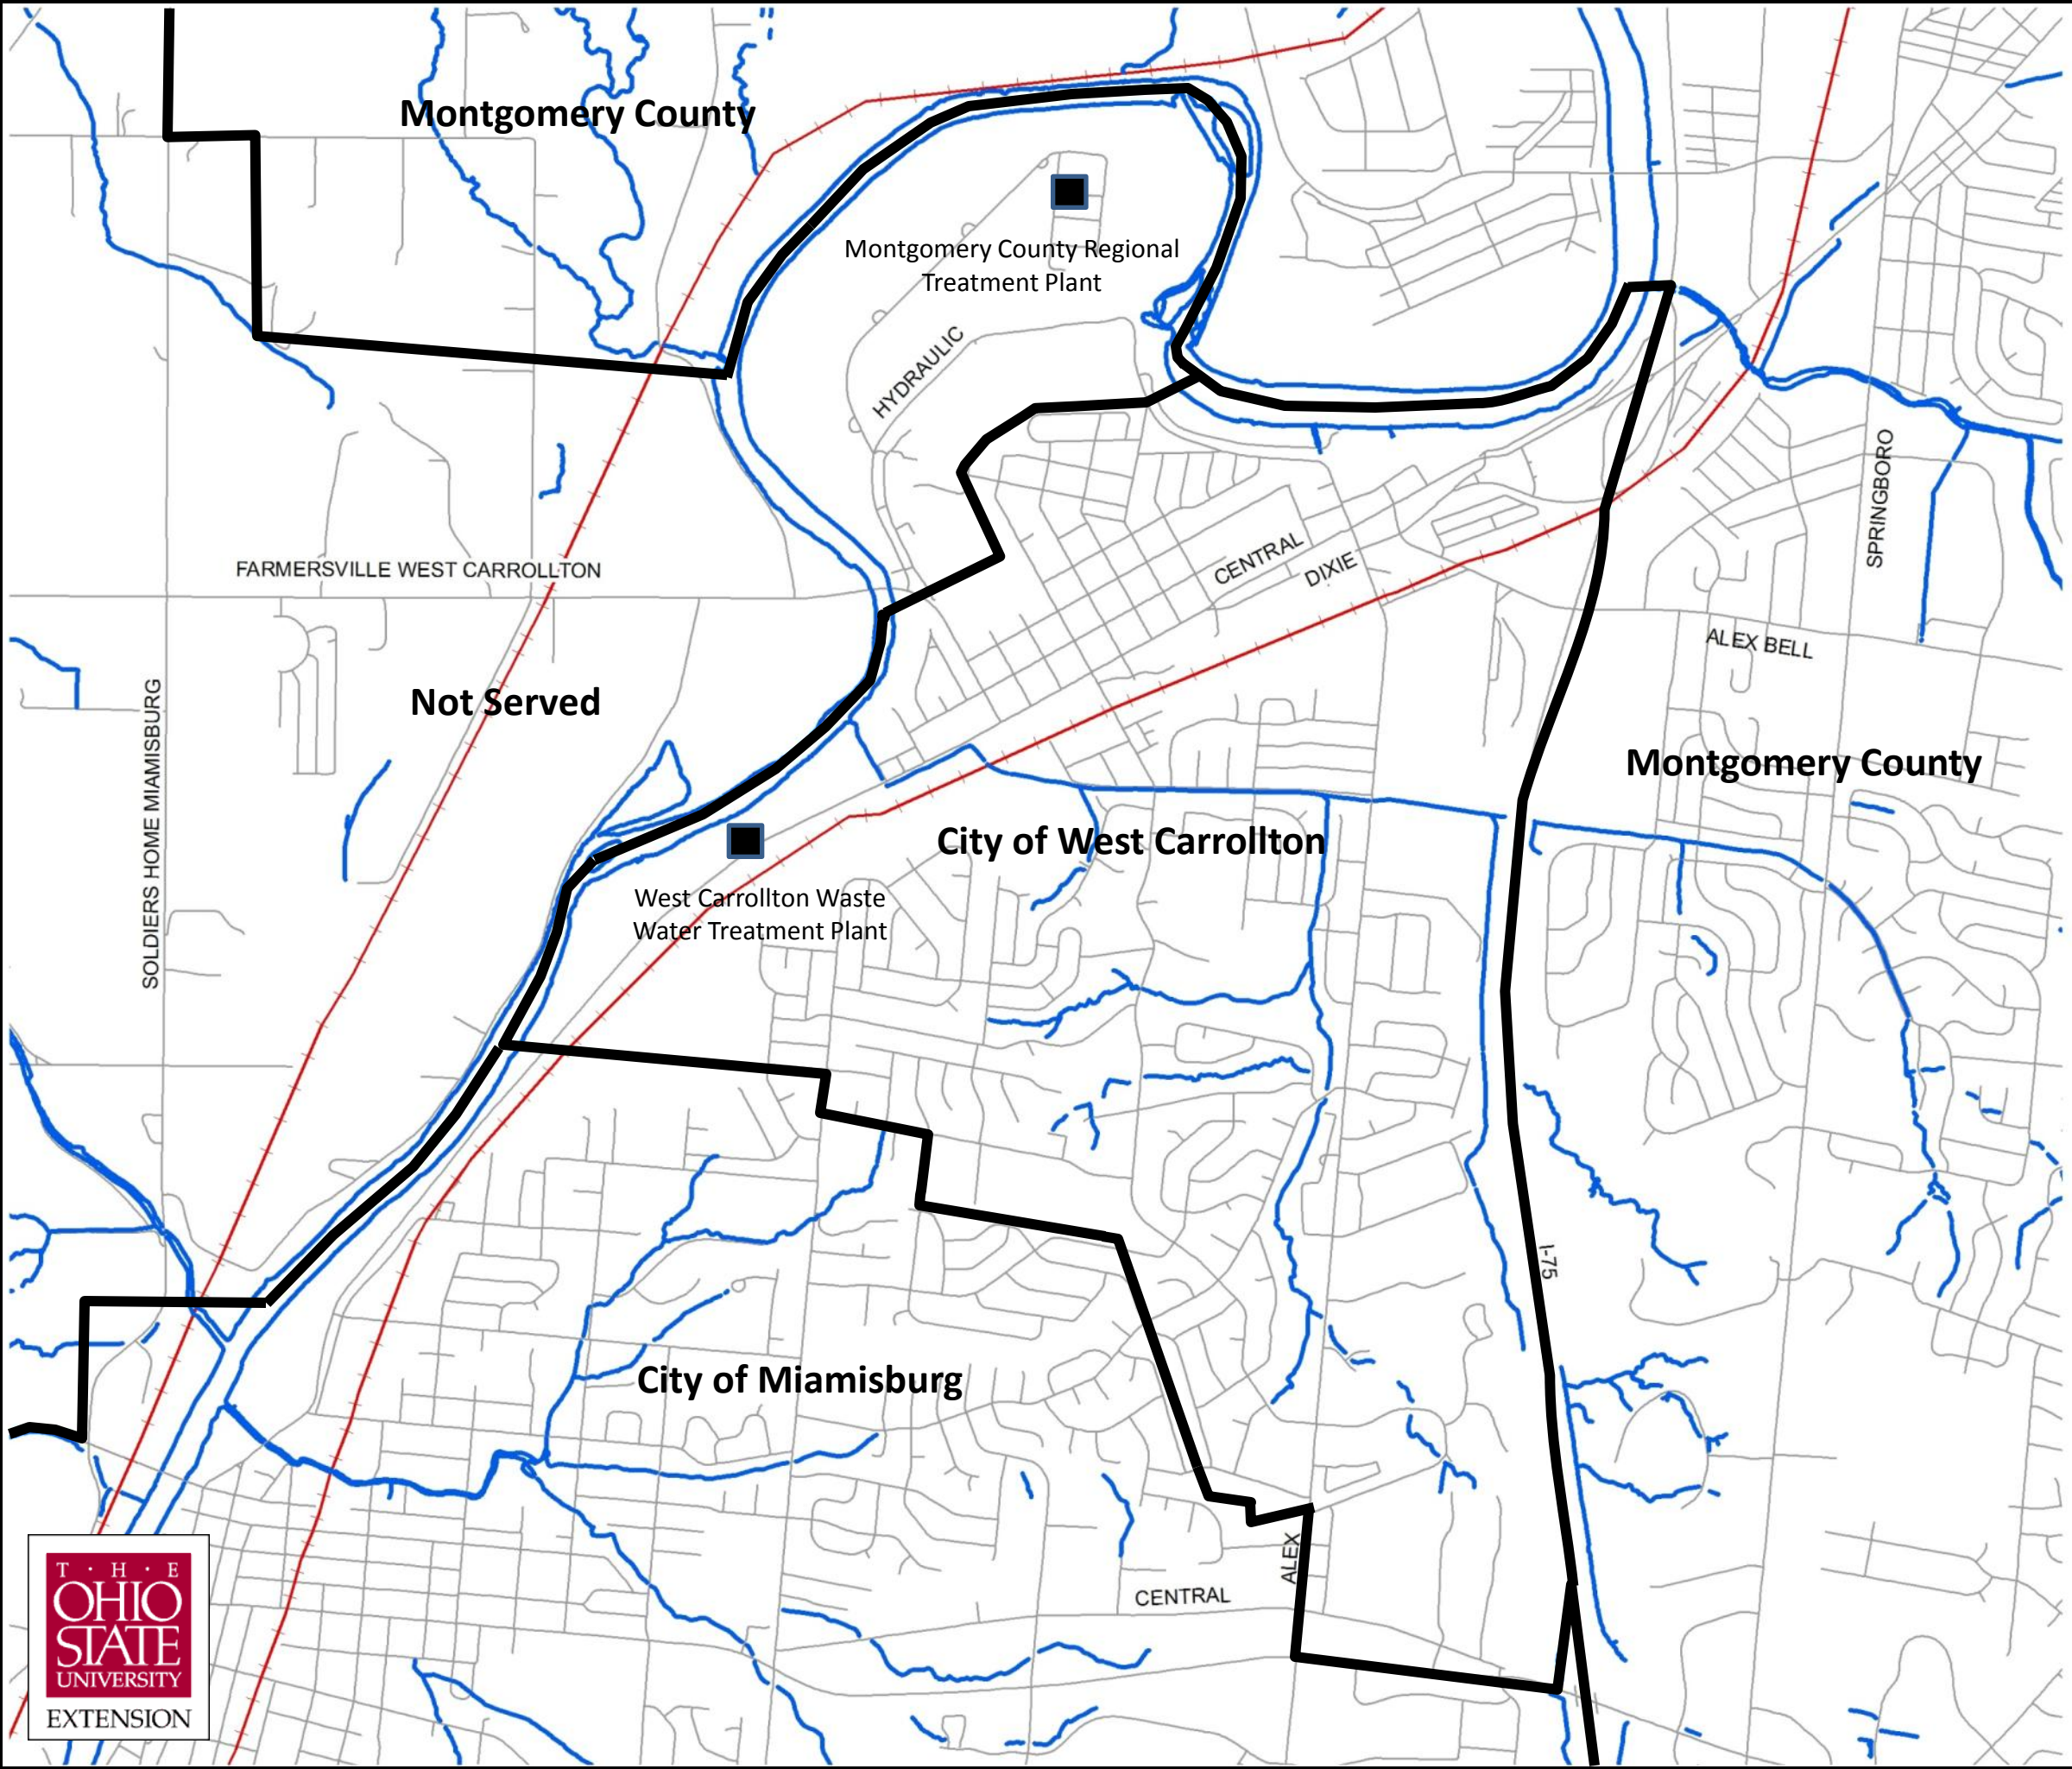 Montgomery County
Montgomery County Regional
Treatment Plant
HYDRAULIC
SPRINGBORO
CENTRAL
DIXIE
FARMERSVILLE WEST CARROLLTON
ALEX BELL
Not Served
SOLDIERS HOME MIAMISBURG
Montgomery County
City of West Carrollton
West Carrollton Waste
Water Treatment Plant
I-75
City of Miamisburg
ALEX
CENTRAL
T · H · E
OHIO
STATE
UNIVERSITY
EXTENSION